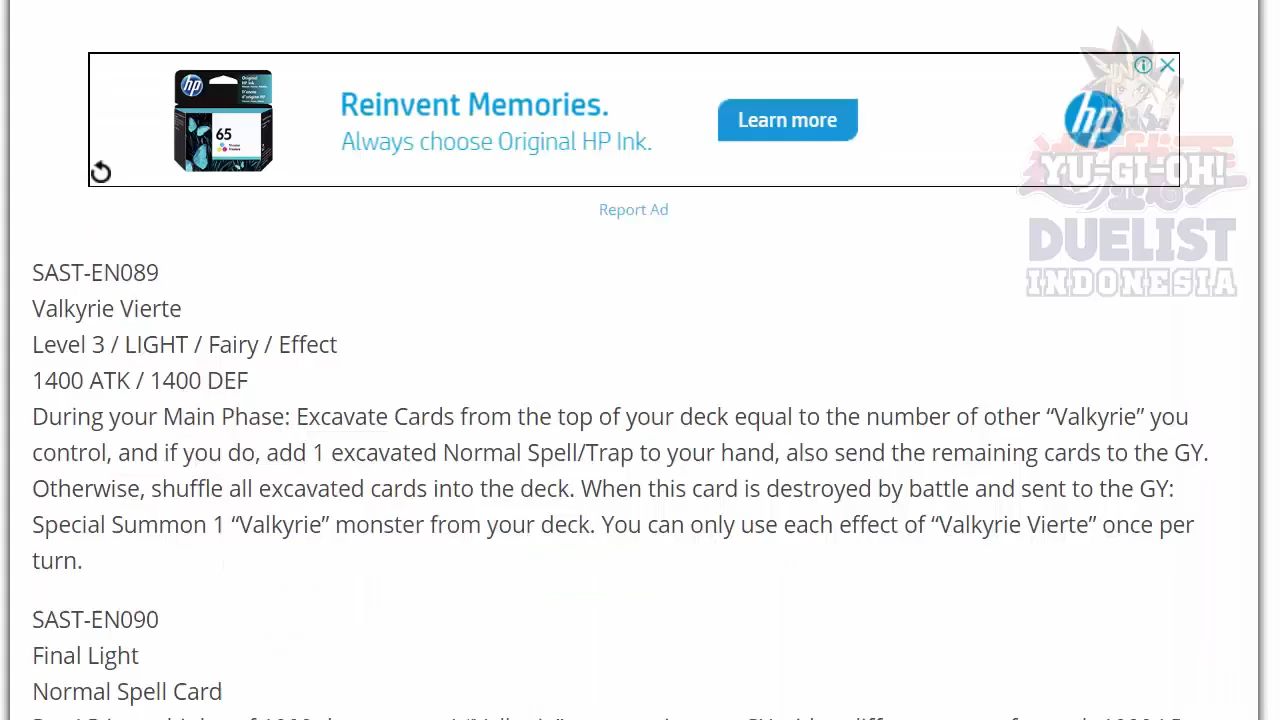 hp
Original
HP Ink
65
Reinvent Memories.
Always choose Original HP Ink.
Learn more
hp
Report Ad
YU-GI-OH!
DUELIST
INDONESIA
SAST-EN089
Valkyrie Vierte
Level 3 / LIGHT / Fairy / Effect
1400 ATK / 1400 DEF
During your Main Phase: Excavate Cards from the top of your deck equal to the number of other “Valkyrie” you
control, and if you do, add 1 excavated Normal Spell/Trap to your hand, also send the remaining cards to the GY.
Otherwise, shuffle all excavated cards into the deck. When this card is destroyed by battle and sent to the GY:
Special Summon 1 “Valkyrie” monster from your deck. You can only use each effect of “Valkyrie Vierte” once per
turn.
SAST-EN090
Final Light
Normal Spell Card